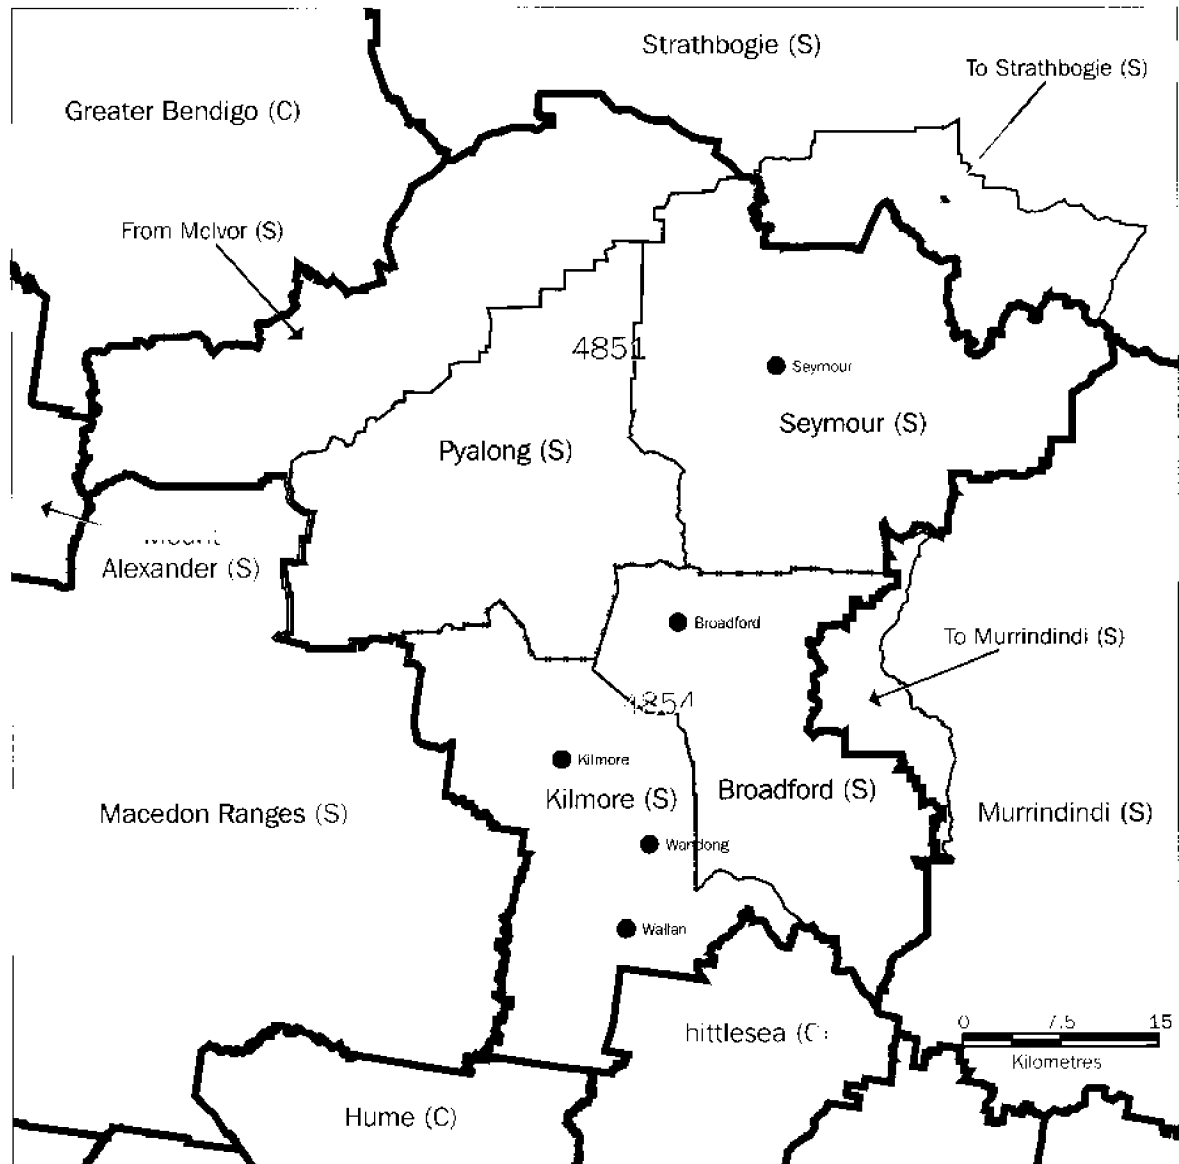 Strathbogie (S)
To Strathbogie (S)
Greater Bendigo (C)
From McIvor (S)
4851
Seymour
Seymour (S)
Pyalong (S)
Alexander (S)
Broadford
To Murrindindi (S)
Kilmore
Kilmore (S)
Broadford (S)
Macedon Ranges (S)
Murrindindi (S)
Wandong
Wallan
hittlesea (C
0 7.5 15
Kilometres
Hume (C)